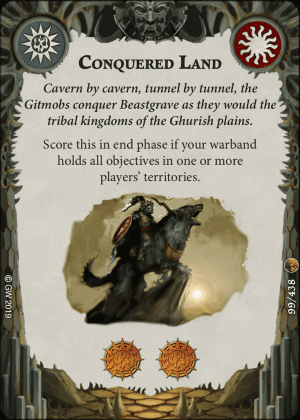 Conquered Land
Cavern by cavern, tunnel by tunnel, the
Gitmobs conquer Beastgrave as they would the
tribal kingdoms of the Ghurish plains.
Score this in end phase if your warband
holds all objectives in one or more
players' territories.
© GW 2019
99/438